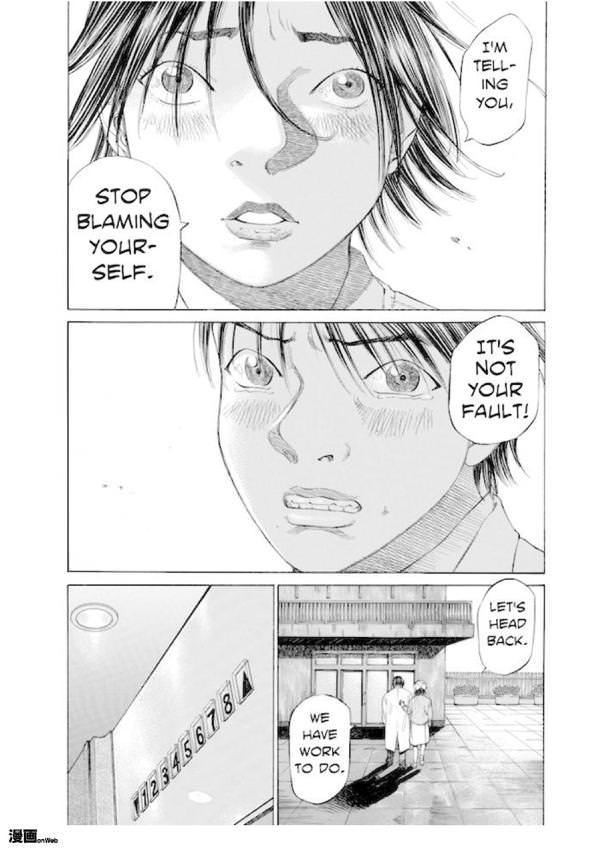 I'M
TELL-
ING
YOU,
STOP
BLAMING
YOUR-
SELF.
IT'S
NOT
YOUR
FAULT!
▼12345678▲
LET'S
HEAD
BACK.
WE
HAVE
WORK
TO DO.
漫画onWeb